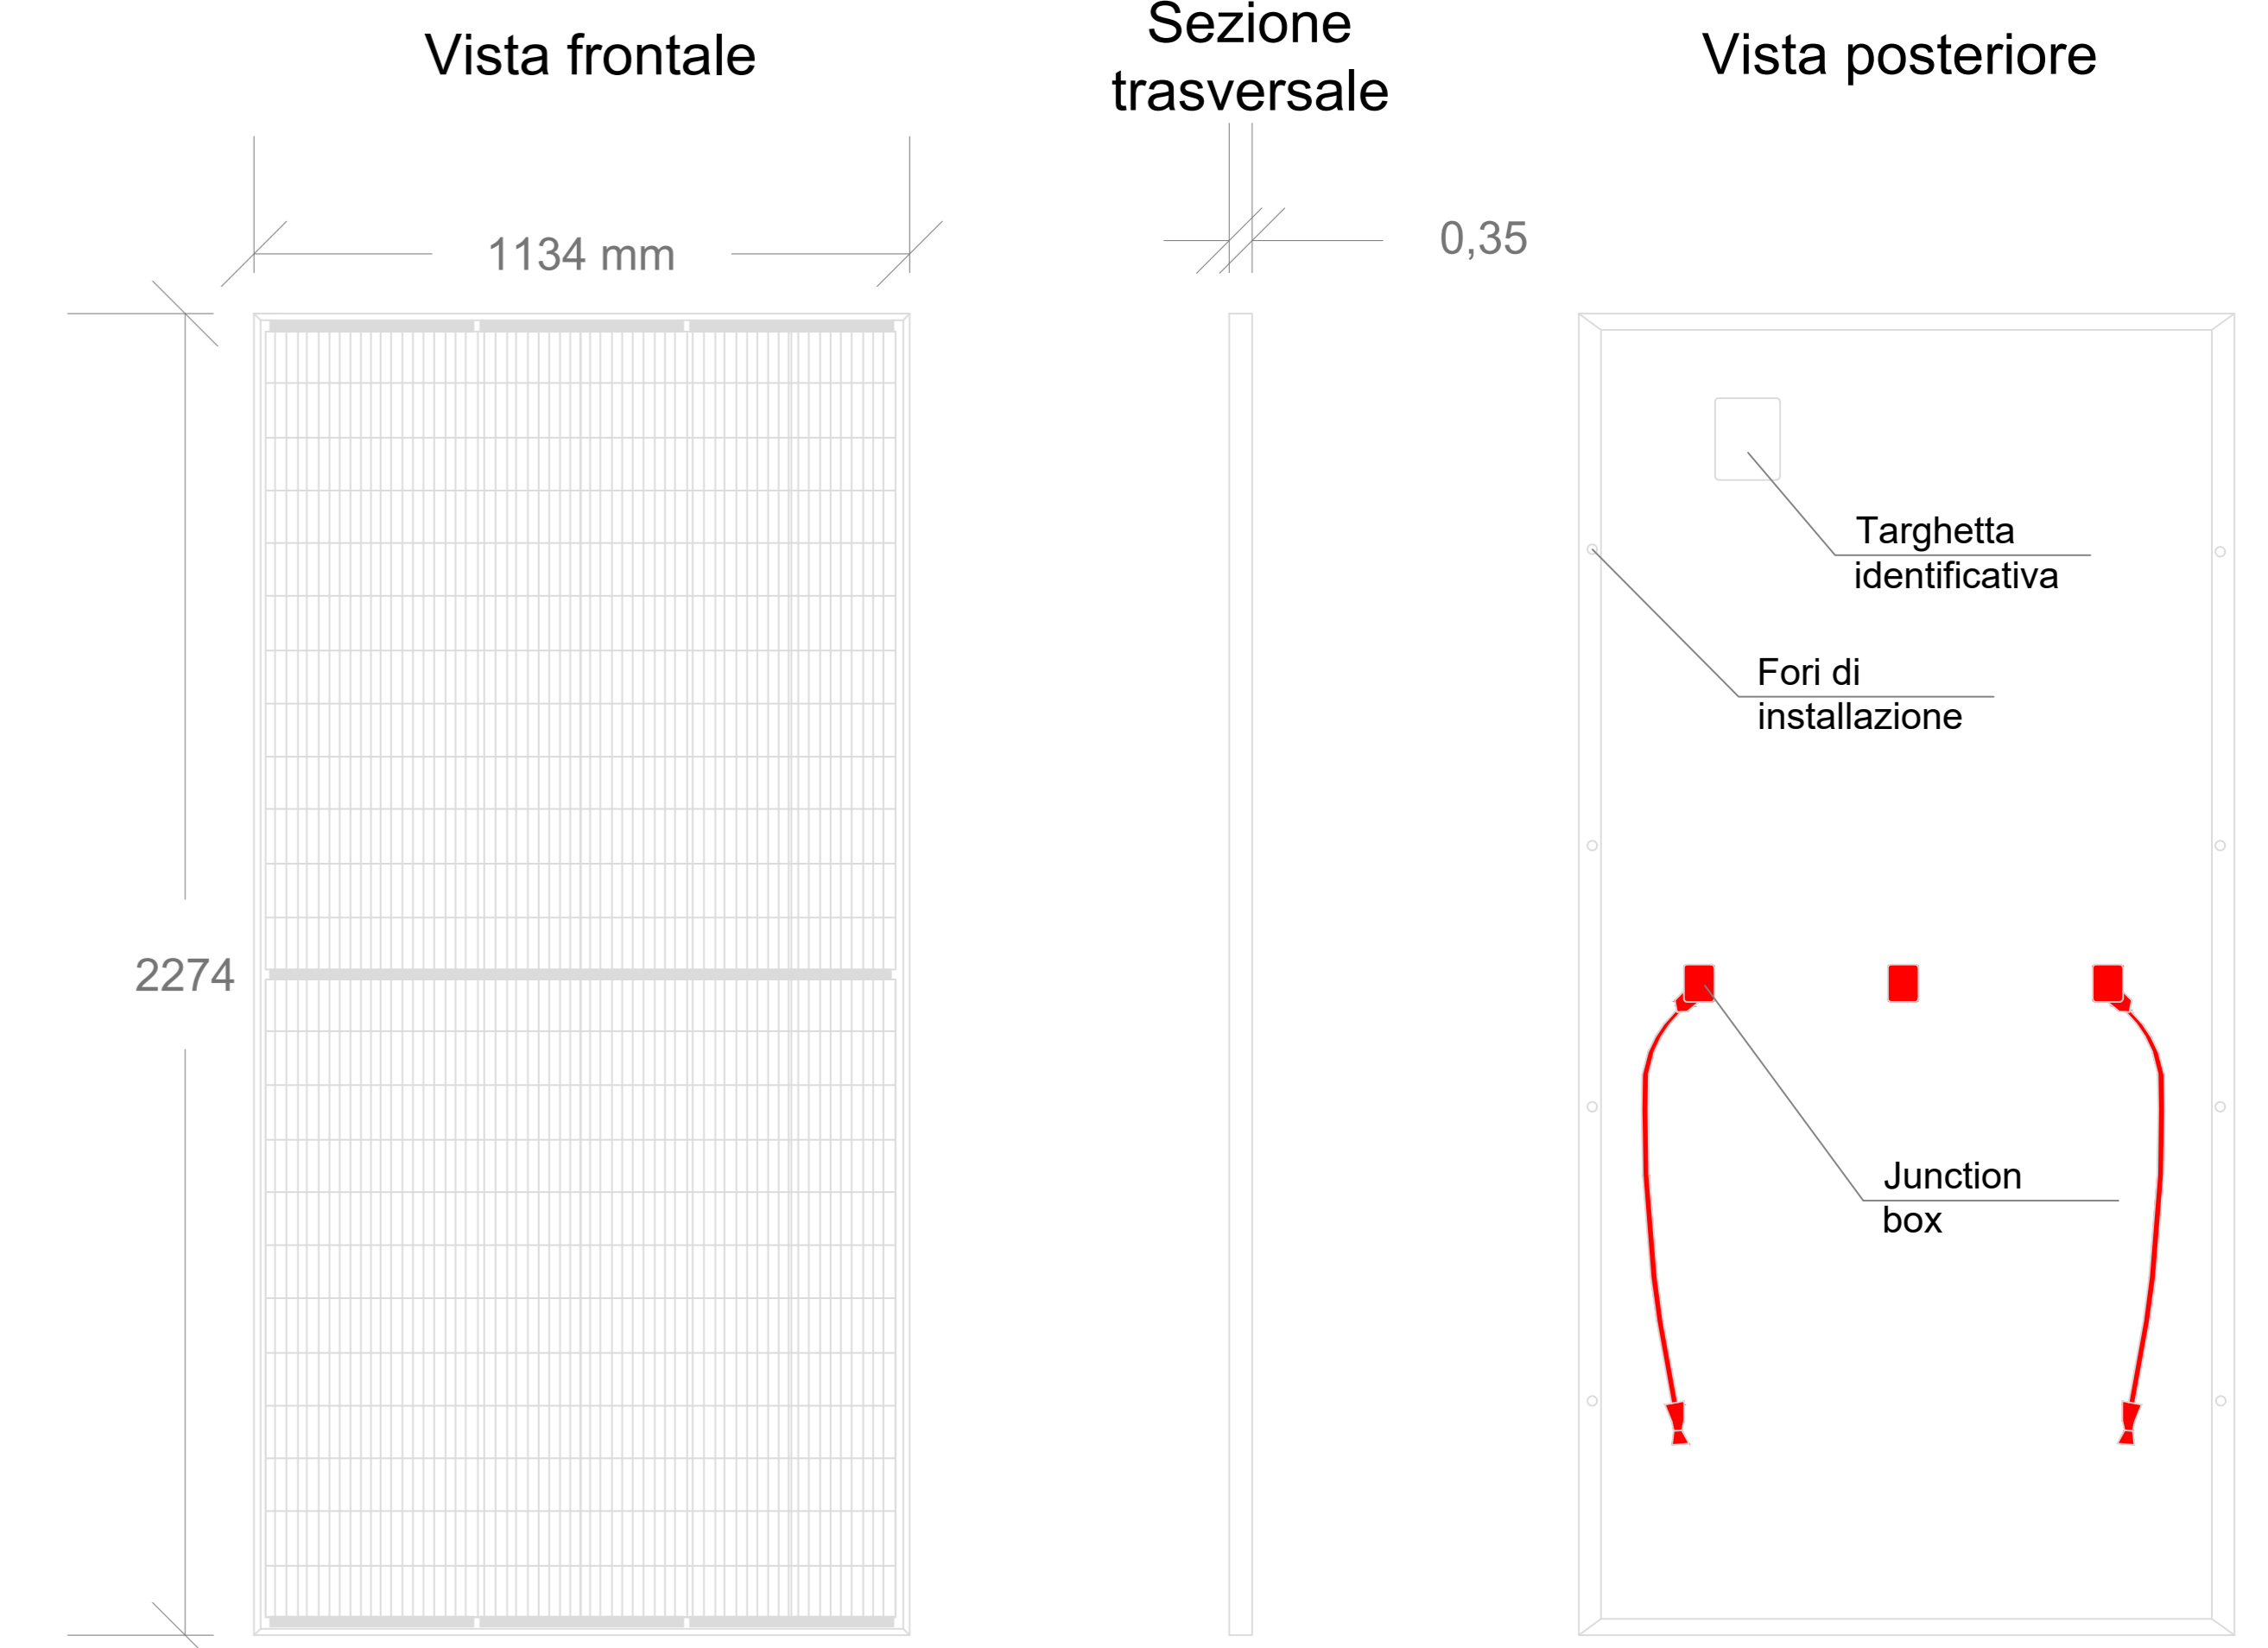 Vista frontale
Sezione
trasversale
Vista posteriore
1134 mm
0,35
2274
Targhetta
identificativa
Fori di
installazione
Junction
box